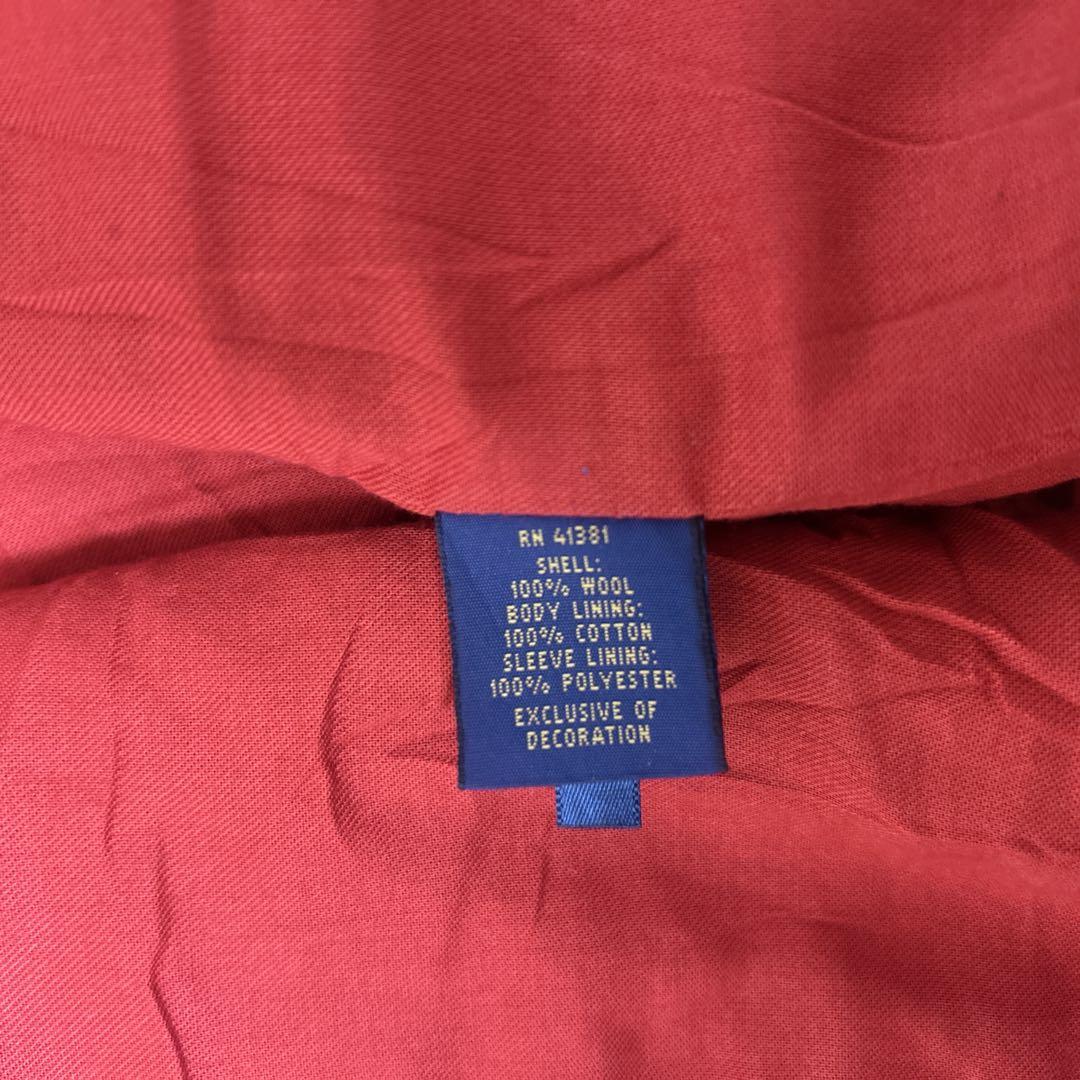 RN 41381
SHELL:
100% WOOL
BODY LINING:
100% COTTON
SLEEVE LINING:
100% POLYESTER
EXCLUSIVE OF
DECORATION